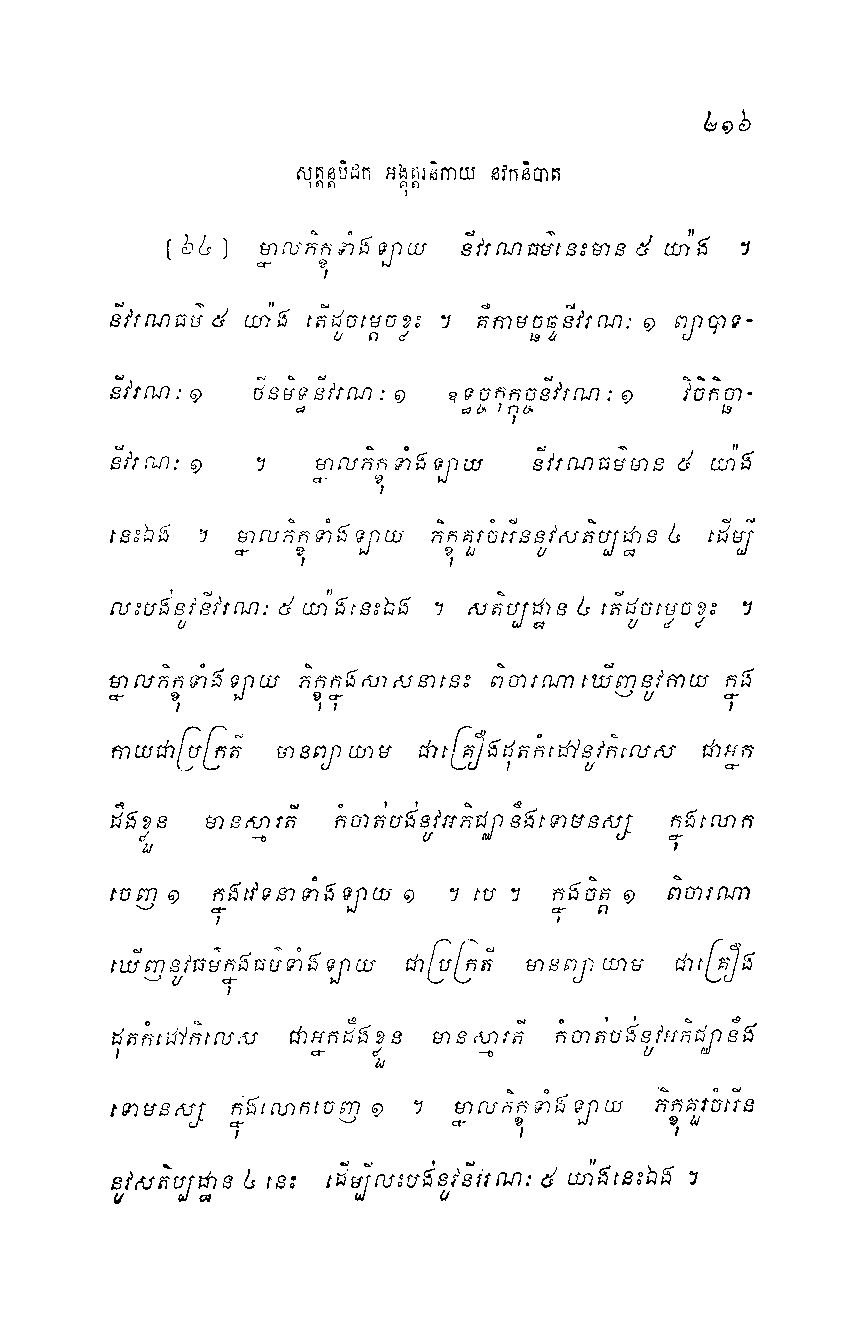 ២១៦
សុត្តន្តបិដក អង្គុត្តរនិកាយ នវកនិបាត
[៦៤] ម្នាលភិក្ខុទាំងឡាយ នីវរណធម៌នេះមាន ៥ យ៉ាង ។
នីវរណធម៌ ៥ យ៉ាង តើដូចម្តេចខ្លះ ។ គឺកាមច្ឆន្ទនីវរណៈ ១ ព្យាបាទ-
នីវរណៈ ១ ថីនមិទ្ធនីវរណៈ ១ ឧទ្ធច្ចកុក្កុច្ចនីវរណៈ ១ វិចិកិច្ឆា-
នីវរណៈ ១ ។ ម្នាលភិក្ខុទាំងឡាយ នីវរណធម៌មាន ៥ យ៉ាង
នេះឯង ។ ម្នាលភិក្ខុទាំងឡាយ ភិក្ខុគួរចំរើននូវសតិប្បដ្ឋាន ៤ ដើម្បី
លះបង់នូវនីវរណៈ ៥ យ៉ាងនេះឯង ។ សតិប្បដ្ឋាន ៤ តើដូចម្តេចខ្លះ ។
ម្នាលភិក្ខុទាំងឡាយ ភិក្ខុក្នុងសាសនានេះ ពិចារណាឃើញនូវកាយ ក្នុង
កាយជាប្រក្រតី មានព្យាយាម ជាគ្រឿងដុតកំដៅនូវកិលេស ជាអ្នក
ដឹងខ្លួន មានស្មារតី កំចាត់បង់នូវអភិជ្ឈានឹងទោមនស្ស ក្នុងលោក
ចេញ ១ ក្នុងវេទនាទាំងឡាយ ១ ។ បេ ។ ក្នុងចិត្ត ១ ពិចារណា
ឃើញនូវធម៌ក្នុងធម៌ទាំងឡាយ ជាប្រក្រតី មានព្យាយាម ជាគ្រឿង
ដុតកំដៅកិលេស ជាអ្នកដឹងខ្លួន មានស្មារតី កំចាត់បង់នូវអភិជ្ឈានឹង
ទោមនស្ស ក្នុងលោកចេញ ១ ។ ម្នាលភិក្ខុទាំងឡាយ ភិក្ខុគួរចំរើន
នូវសតិប្បដ្ឋាន ៤ នេះ ដើម្បីលះបង់នូវនីវរណៈ ៥ យ៉ាងនេះឯង ។